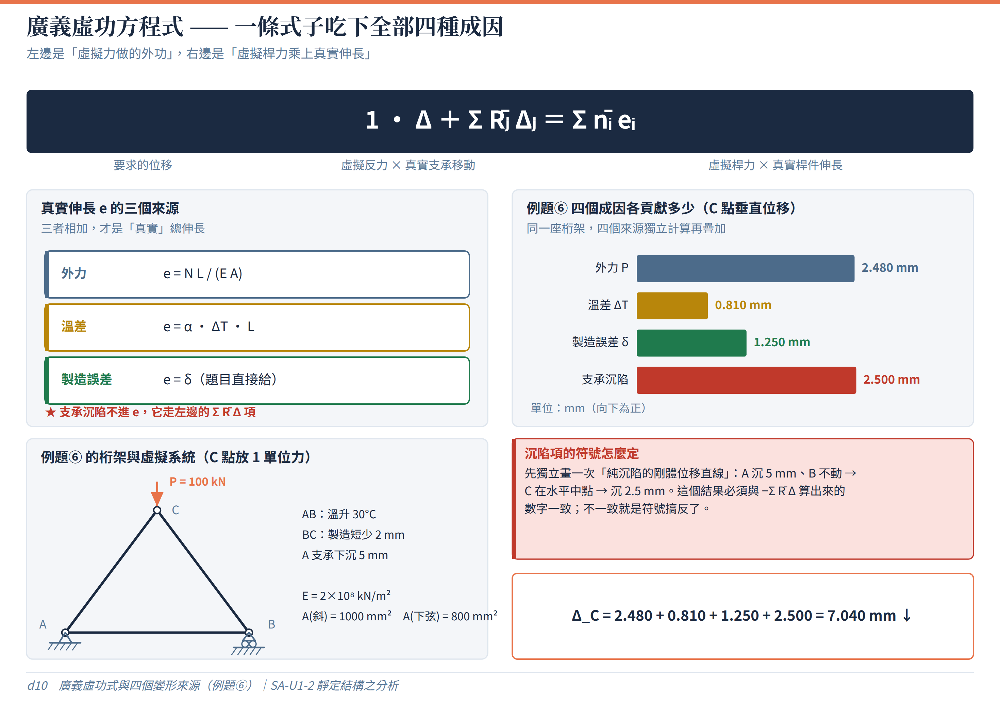 廣義虛功方程式 —— 一條式子吃下全部四種成因
左邊是「虛擬力做的外功」，右邊是「虛擬桿力乘上真實伸長」
1 · Δ + Σ R̄ⱼ Δⱼ = Σ n̄ᵢ eᵢ
要求的位移
虛擬反力 × 真實支承移動
虛擬桿力 × 真實桿件伸長
真實伸長 e 的三個來源
三者相加，才是「真實」總伸長
外力 e = N L / (E A)
溫差 e = α · ΔT · L
製造誤差 e = δ（題目直接給）
★ 支承沉陷不進 e，它走左邊的 Σ R̄ Δ 項
例題⑥ 四個成因各貢獻多少（C 點垂直位移）
同一座桁架，四個來源獨立計算再疊加
外力 P 2.480 mm
溫差 ΔT 0.810 mm
製造誤差 δ 1.250 mm
支承沉陷 2.500 mm
單位：mm（向下為正）
例題⑥ 的桁架與虛擬系統（C 點放 1 單位力）
P = 100 kN
C
A
B
AB：溫升 30°C
BC：製造短少 2 mm
A 支承下沉 5 mm
E = 2×10⁸ kN/m²
A(斜) = 1000 mm² A(下弦) = 800 mm²
沉陷項的符號怎麼定
先獨立畫一次「純沉陷的剛體位移直線」：A 沉 5 mm、B 不動 →
C 在水平中點 → 沉 2.5 mm。這個結果必須與 −Σ R̄ Δ 算出來的
數字一致；不一致就是符號搞反了。
Δ_C = 2.480 + 0.810 + 1.250 + 2.500 = 7.040 mm ↓
d10 廣義虛功式與四個變形來源（例題⑥）｜SA-U1-2 靜定結構之分析